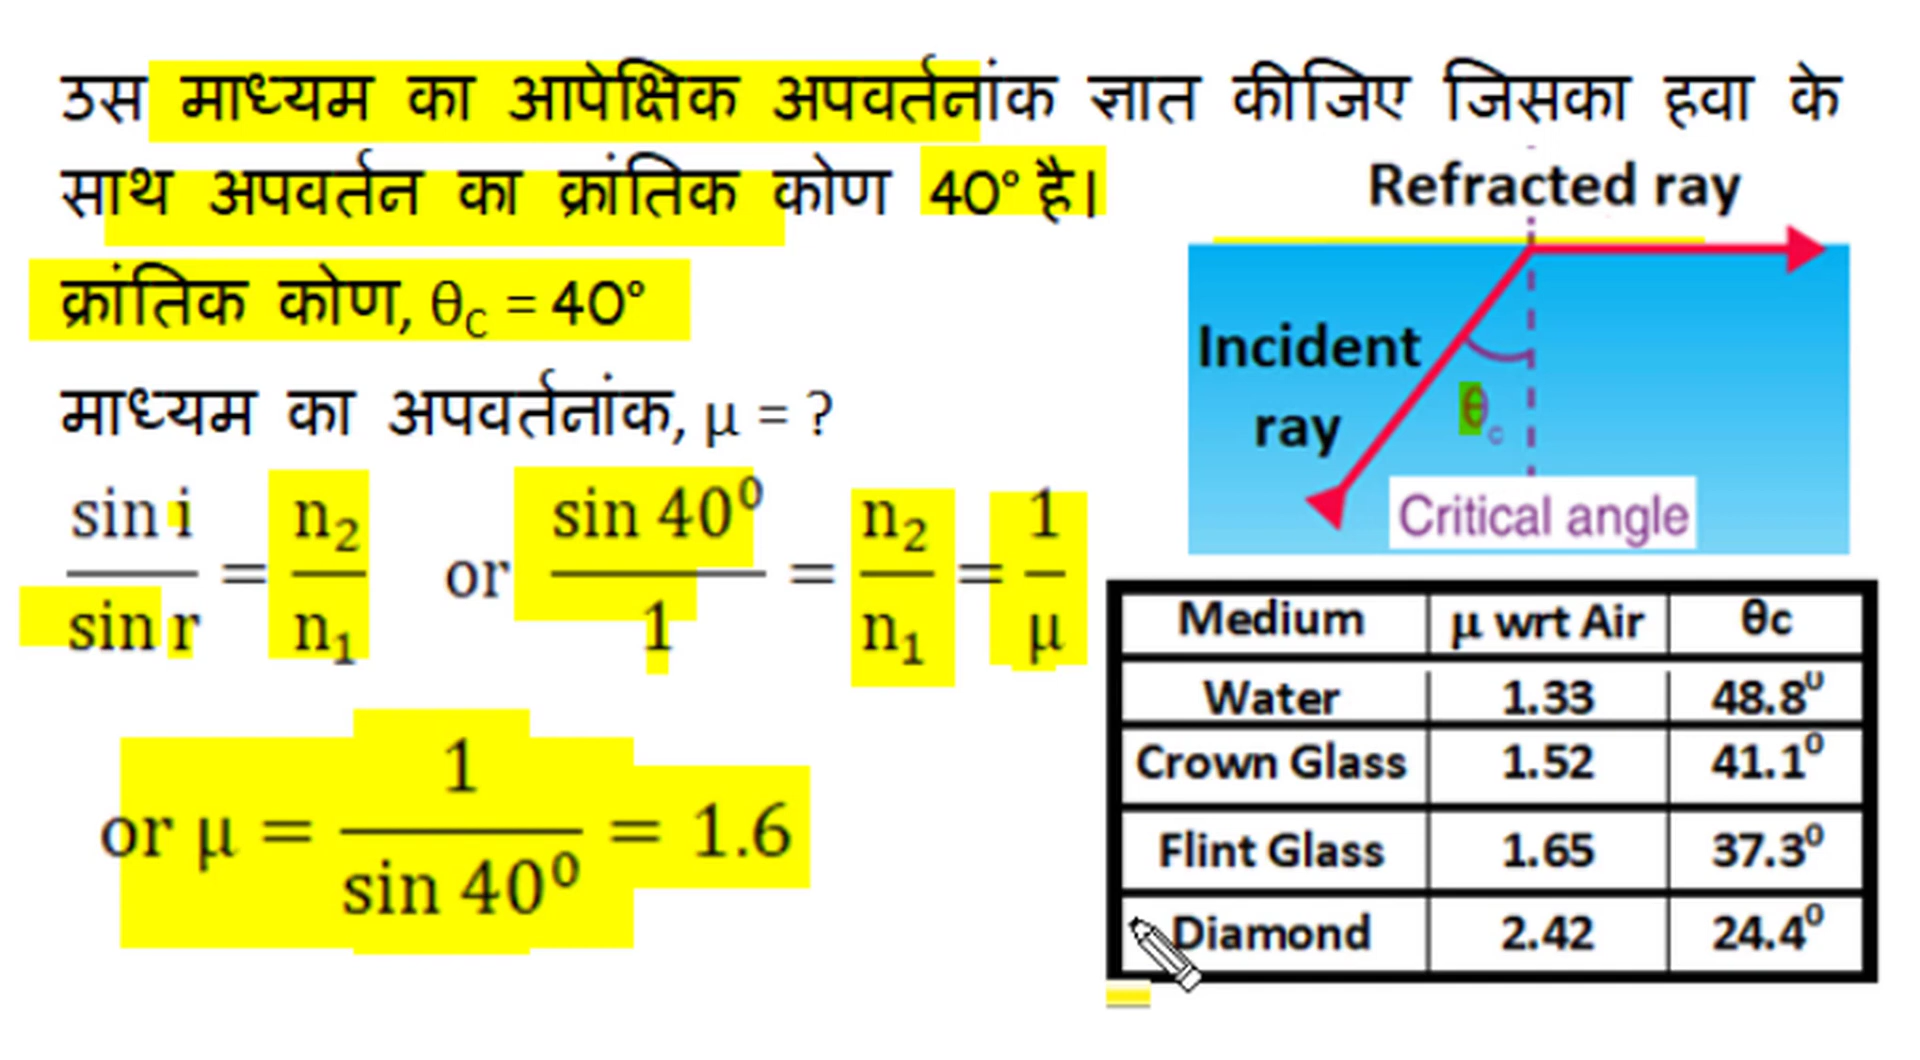 उस माध्यम का आपेक्षिक अपवर्तनांक ज्ञात कीजिए जिसका हवा के
साथ अपवर्तन का क्रांतिक कोण 40° है।
क्रांतिक कोण, θC = 40°
माध्यम का अपवर्तनांक, μ = ?
sin i / sin r = n₂ / n₁ or sin 40⁰ / 1 = n₂ / n₁ = 1 / μ
or μ = 1 / sin 40⁰ = 1.6
Refracted ray
Incident
ray
θc
Critical angle
Medium μ wrt Air θc
Water 1.33 48.8⁰
Crown Glass 1.52 41.1⁰
Flint Glass 1.65 37.3⁰
Diamond 2.42 24.4⁰